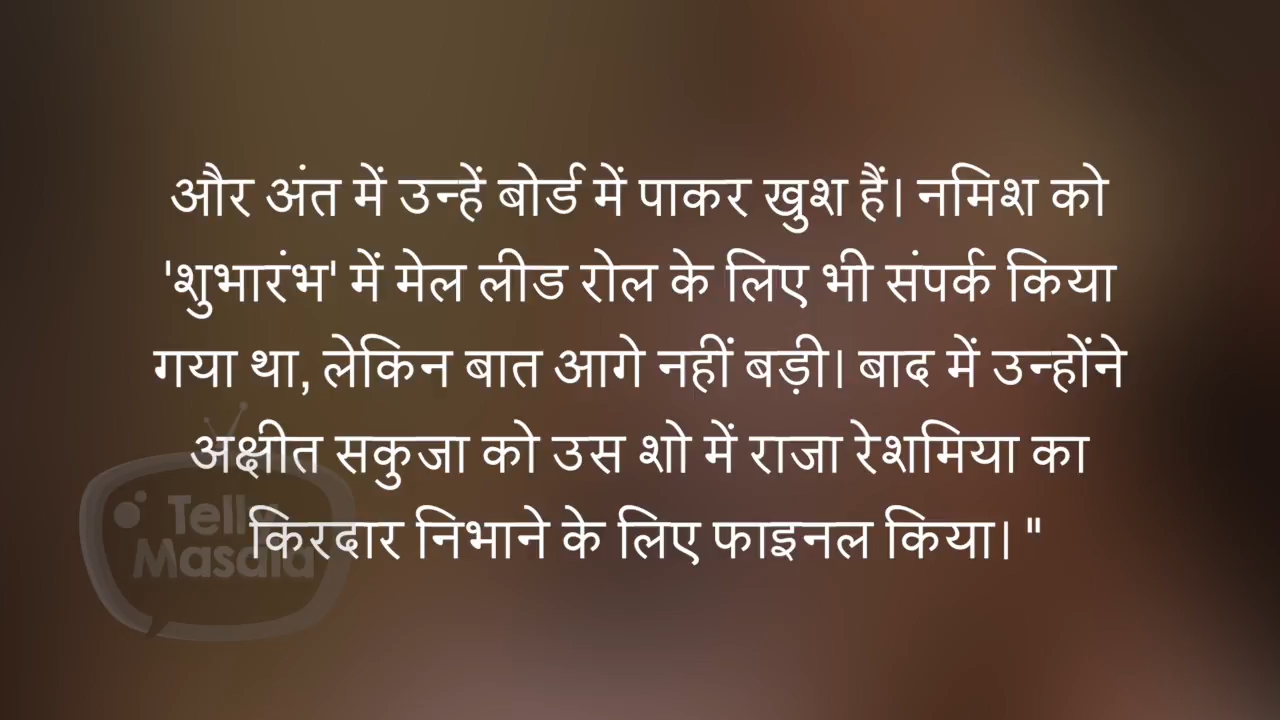 और अंत में उन्हें बोर्ड में पाकर खुश हैं। नमिश को
'शुभारंभ' में मेल लीड रोल के लिए भी संपर्क किया
गया था, लेकिन बात आगे नहीं बड़ी। बाद में उन्होंने
अक्षीत सकुजा को उस शो में राजा रेशमिया का
किरदार निभाने के लिए फाइनल किया। "
Telly
Masala